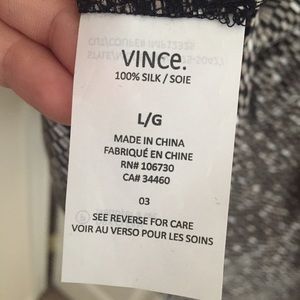 VINCE.
100% SILK / SOIE
L/G
MADE IN CHINA
FABRIQUÉ EN CHINE
RN# 106730
CA# 34460
03
SEE REVERSE FOR CARE
VOIR AU VERSO POUR LES SOINS